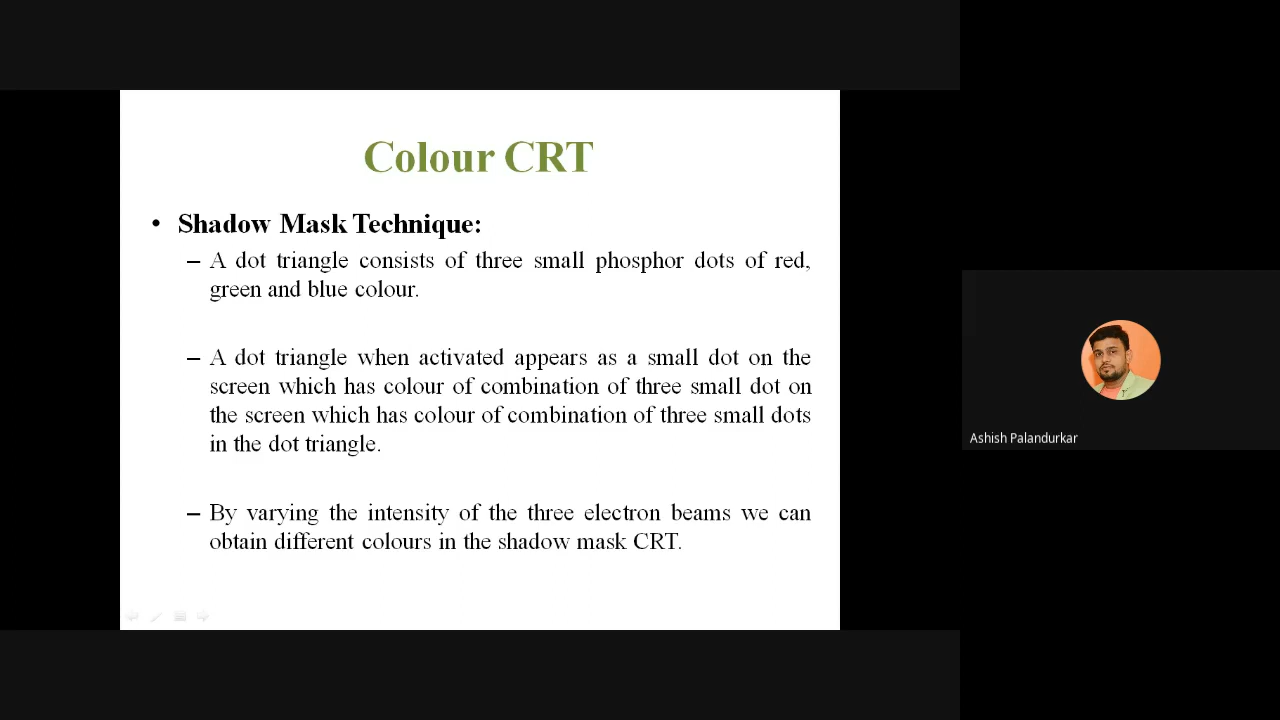 Colour CRT
• Shadow Mask Technique:
– A dot triangle consists of three small phosphor dots of red,
green and blue colour.
– A dot triangle when activated appears as a small dot on the
screen which has colour of combination of three small dot on
the screen which has colour of combination of three small dots
in the dot triangle.
– By varying the intensity of the three electron beams we can
obtain different colours in the shadow mask CRT.
Ashish Palandurkar